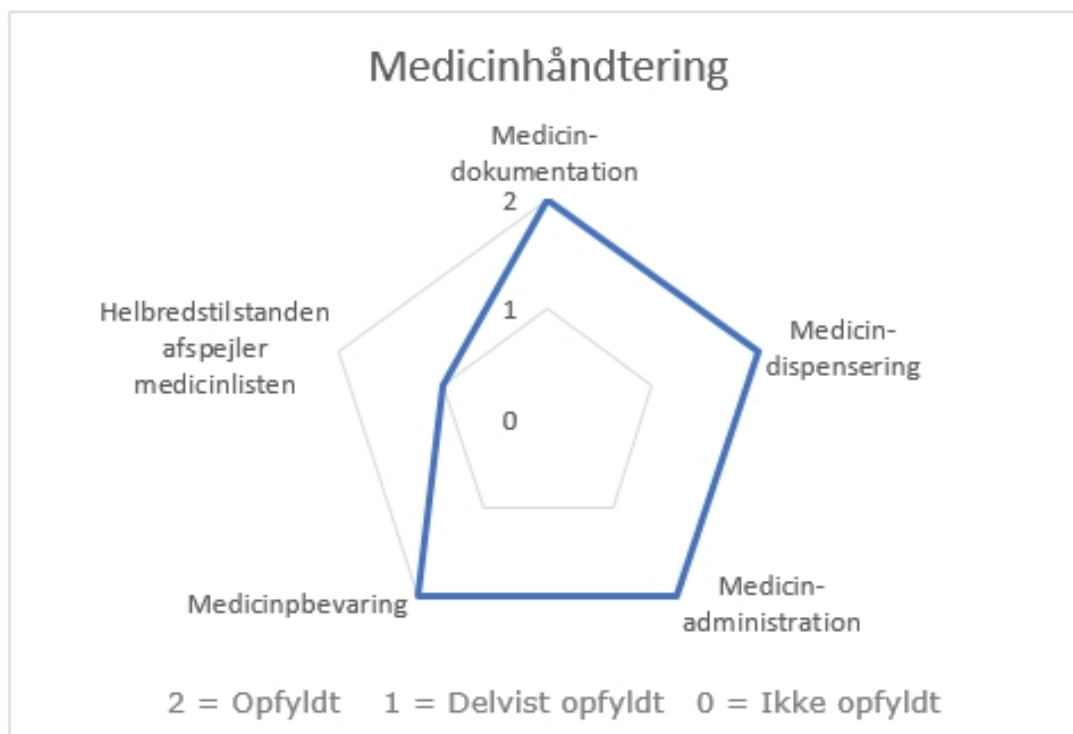 Medicinhåndtering
Medicin-
dokumentation
2
1
0
Medicin-
dispensering
Medicin-
administration
Medicinpbevaring
Helbredstilstanden
afspejler
medicinlisten
2 = Opfyldt 1 = Delvist opfyldt 0 = Ikke opfyldt